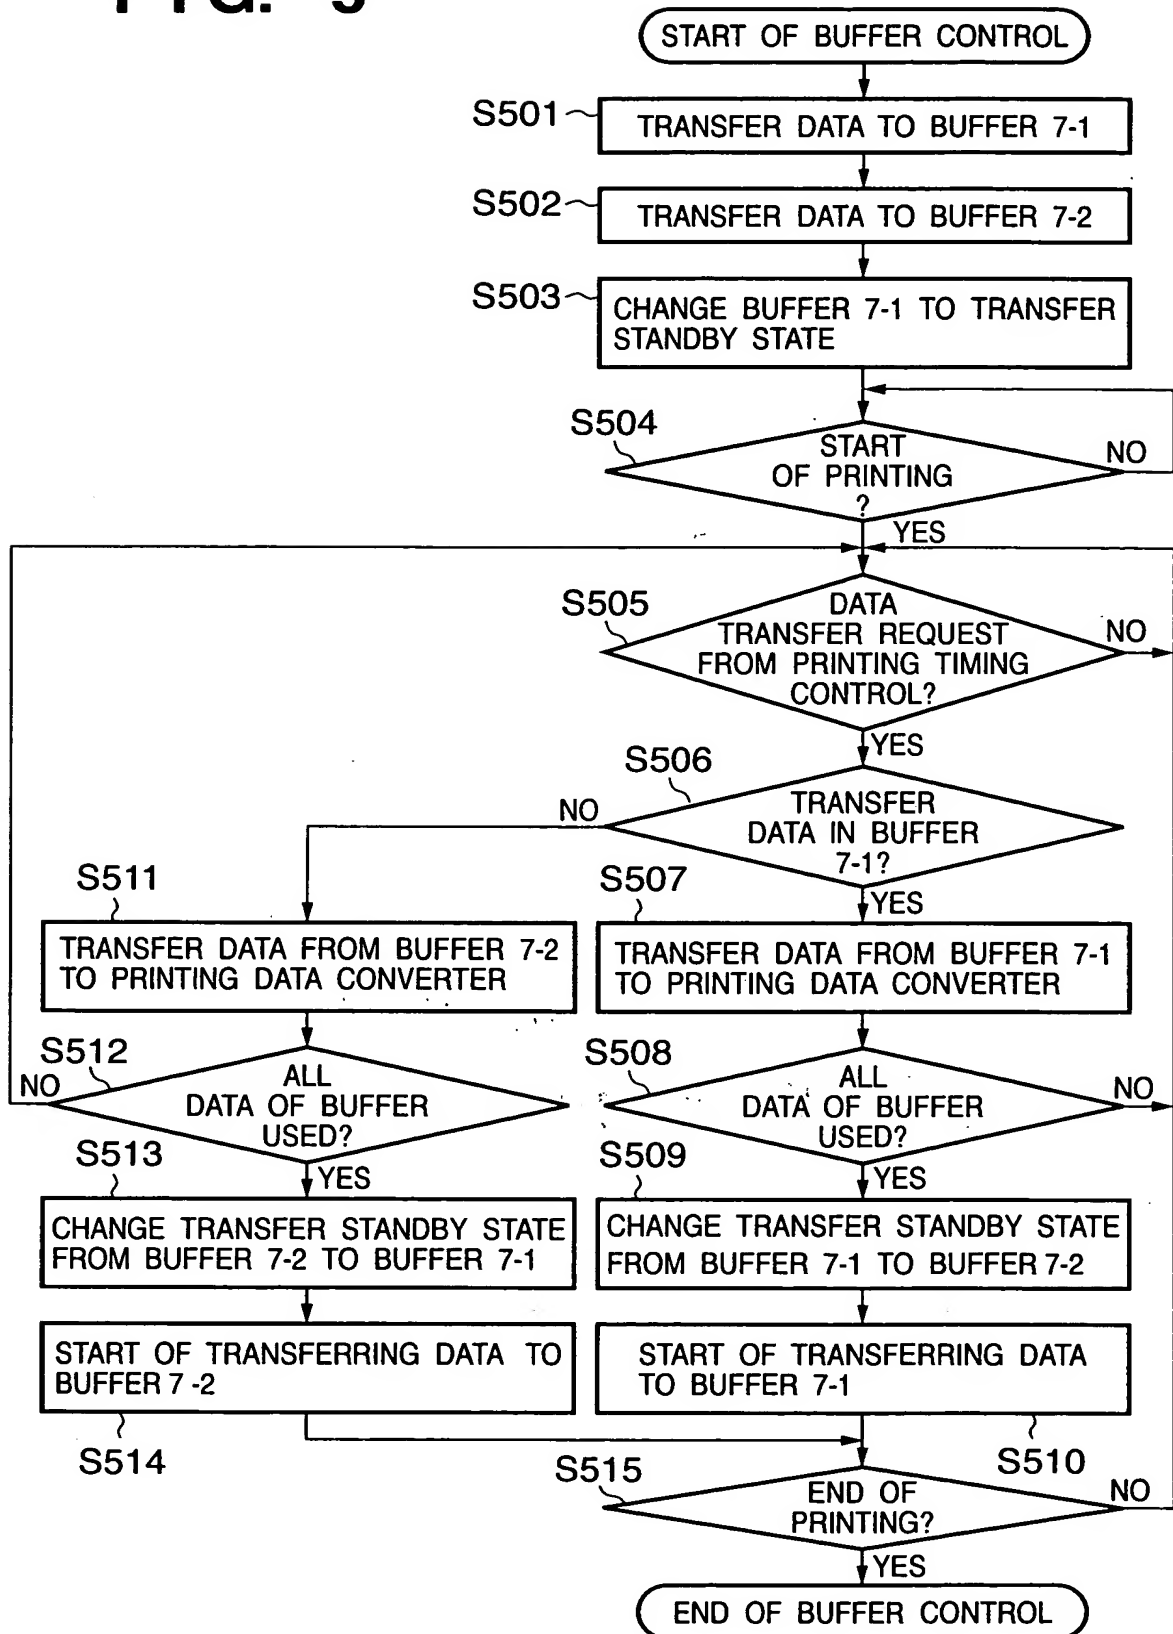 START OF BUFFER CONTROL
S501
TRANSFER DATA TO BUFFER 7-1
S502
TRANSFER DATA TO BUFFER 7-2
S503
CHANGE BUFFER 7-1 TO TRANSFER
STANDBY STATE
S504
START
OF PRINTING
?
NO
YES
S505
DATA
TRANSFER REQUEST
FROM PRINTING TIMING
CONTROL?
NO
YES
S506
TRANSFER
DATA IN BUFFER
7-1?
NO
YES
S511
TRANSFER DATA FROM BUFFER 7-2
TO PRINTING DATA CONVERTER
S507
TRANSFER DATA FROM BUFFER 7-1
TO PRINTING DATA CONVERTER
S512
ALL
DATA OF BUFFER
USED?
NO
YES
S508
ALL
DATA OF BUFFER
USED?
NO
YES
S513
CHANGE TRANSFER STANDBY STATE
FROM BUFFER 7-2 TO BUFFER 7-1
S509
CHANGE TRANSFER STANDBY STATE
FROM BUFFER 7-1 TO BUFFER 7-2
START OF TRANSFERRING DATA TO
BUFFER 7-2
S514
START OF TRANSFERRING DATA
TO BUFFER 7-1
S510
S515
END OF
PRINTING?
NO
YES
END OF BUFFER CONTROL